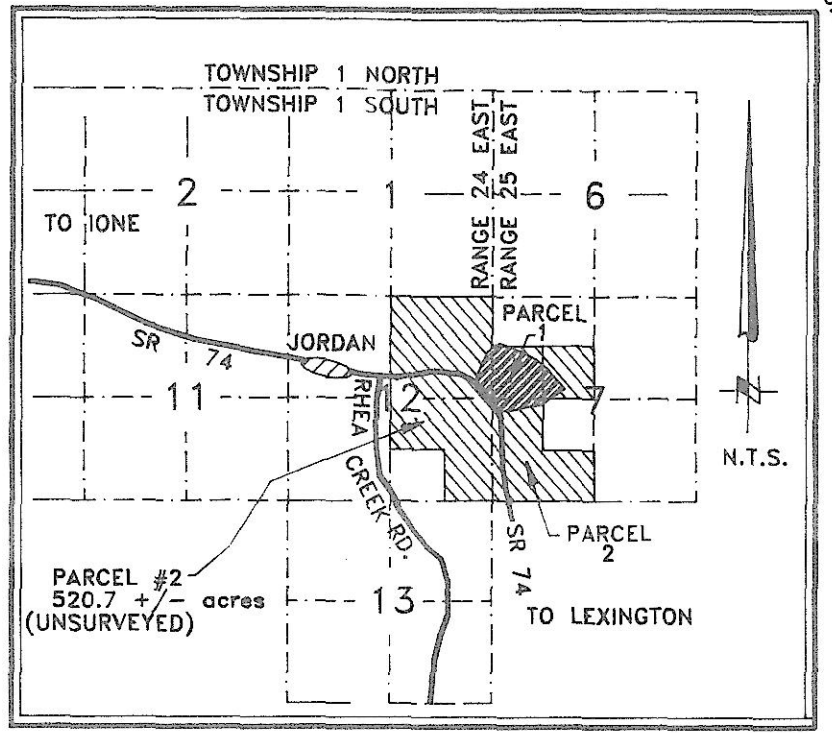 TOWNSHIP 1 NORTH
TOWNSHIP 1 SOUTH
RANGE 24 EAST
RANGE 25 EAST
2
1
6
TO IONE
PARCEL
1
JORDAN
SR 74
11
12
7
RHEA
CREEK RD.
N
N.T.S.
SR 74
PARCEL
2
PARCEL #2
520.7 +/- acres
(UNSURVEYED)
13
TO LEXINGTON